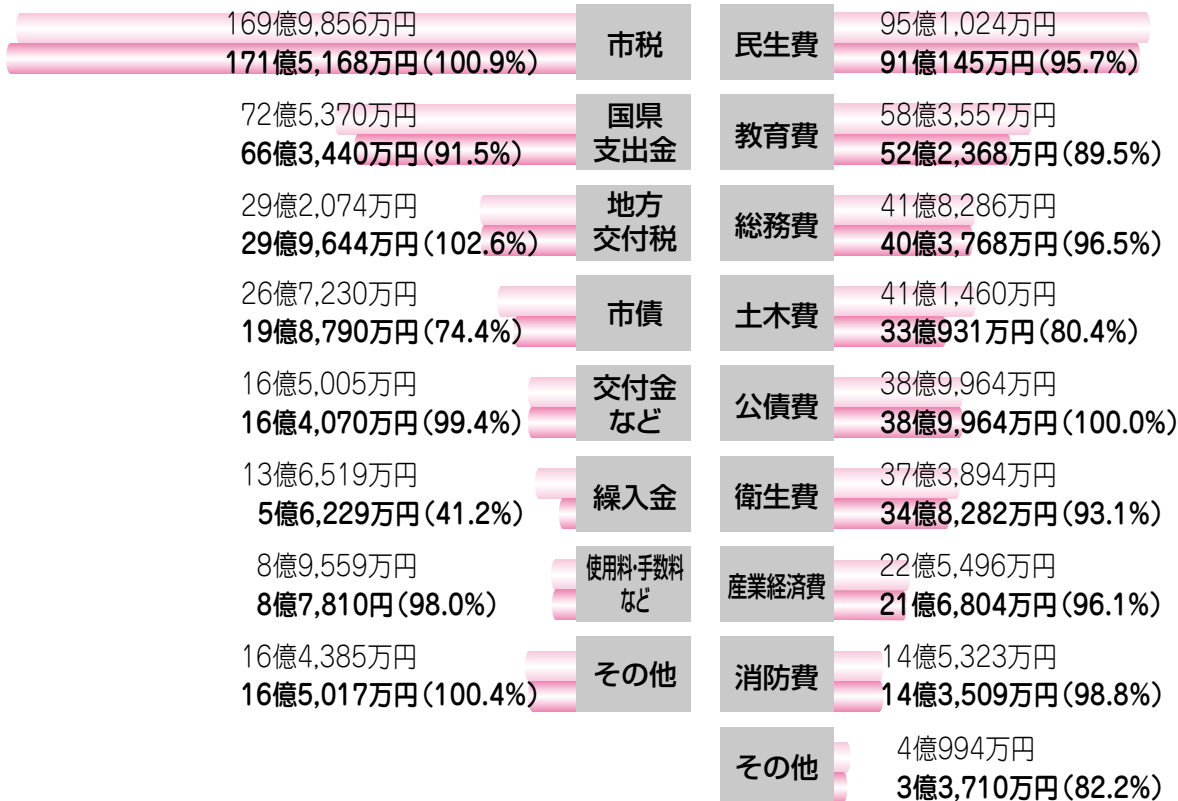 169億9,856万円
171億5,168万円(100.9%)
市税
72億5,370万円
66億3,440万円(91.5%)
国県
支出金
29億2,074万円
29億9,644万円(102.6%)
地方
交付税
26億7,230万円
19億8,790万円(74.4%)
市債
16億5,005万円
16億4,070万円(99.4%)
交付金
など
13億6,519万円
5億6,229万円(41.2%)
繰入金
8億9,559万円
8億7,810円(98.0%)
使用料・手数料
など
16億4,385万円
16億5,017万円(100.4%)
その他
民生費
95億1,024万円
91億145万円(95.7%)
教育費
58億3,557万円
52億2,368万円(89.5%)
総務費
41億8,286万円
40億3,768万円(96.5%)
土木費
41億1,460万円
33億931万円(80.4%)
公債費
38億9,964万円
38億9,964万円(100.0%)
衛生費
37億3,894万円
34億8,282万円(93.1%)
産業経済費
22億5,496万円
21億6,804万円(96.1%)
消防費
14億5,323万円
14億3,509万円(98.8%)
その他
4億994万円
3億3,710万円(82.2%)